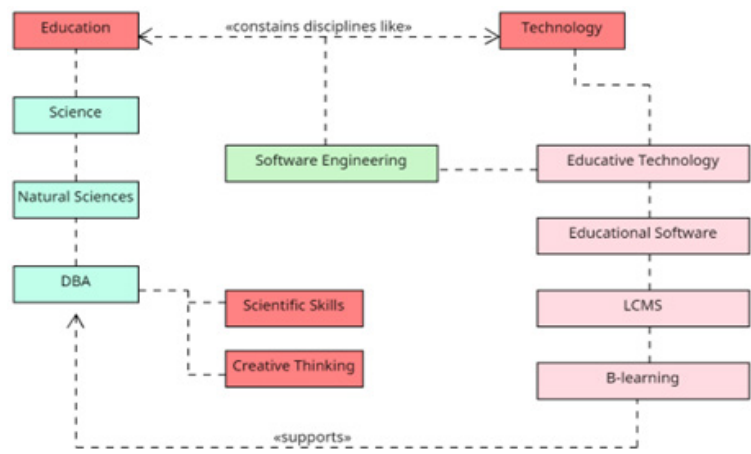 Education
«constains disciplines like»
Technology
Science
Software Engineering
Educative Technology
Natural Sciences
Educational Software
DBA
Scientific Skills
LCMS
Creative Thinking
B-learning
«supports»